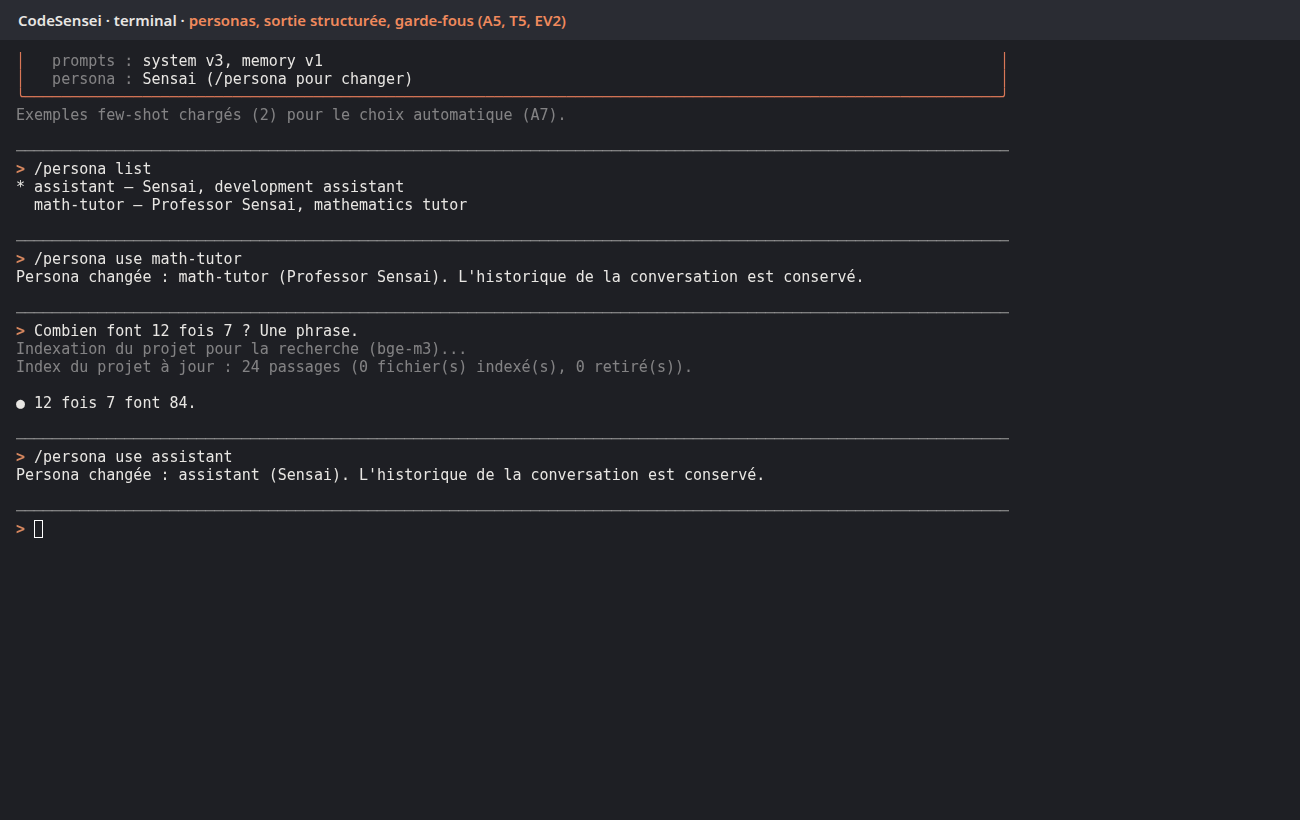 CodeSensei · terminal · personas, sortie structurée, garde-fous (A5, T5, EV2)
prompts : system v3, memory v1
persona : Sensai (/persona pour changer)
Exemples few-shot chargés (2) pour le choix automatique (A7).
> /persona list
* assistant — Sensai, development assistant
math-tutor — Professor Sensai, mathematics tutor
> /persona use math-tutor
Persona changée : math-tutor (Professor Sensai). L'historique de la conversation est conservé.
> Combien font 12 fois 7 ? Une phrase.
Indexation du projet pour la recherche (bge-m3)...
Index du projet à jour : 24 passages (0 fichier(s) indexé(s), 0 retiré(s)).
● 12 fois 7 font 84.
> /persona use assistant
Persona changée : assistant (Sensai). L'historique de la conversation est conservé.
>